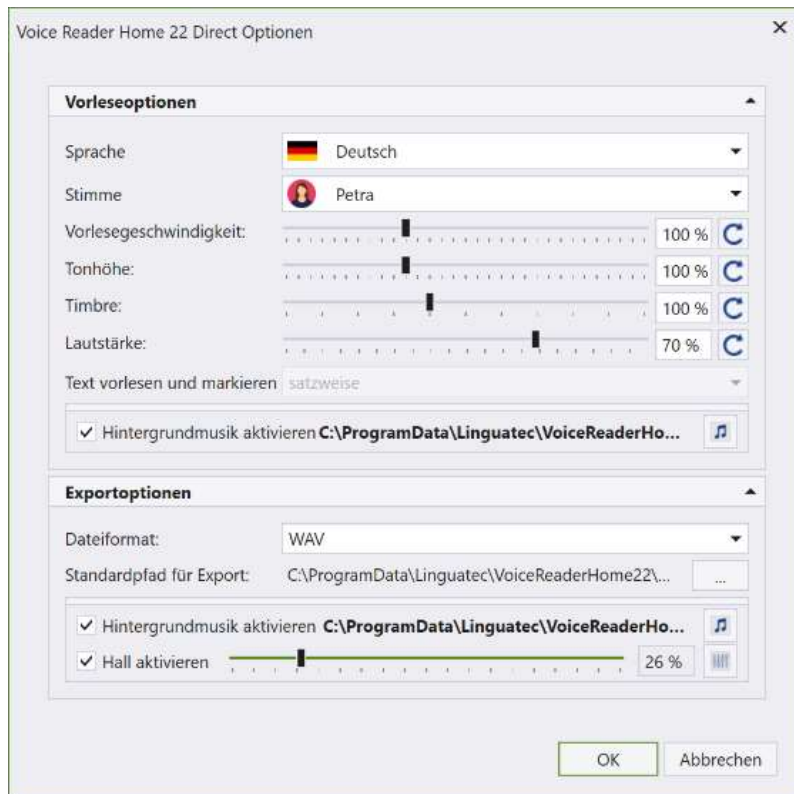 Voice Reader Home 22 Direct Optionen
Vorleseoptionen
Sprache Deutsch
Stimme Petra
Vorlesegeschwindigkeit: 100 %
Tonhöhe: 100 %
Timbre: 100 %
Lautstärke: 70 %
Text vorlesen und markieren satzweise
Hintergrundmusik aktivieren C:\ProgramData\Linguatec\VoiceReaderHo...
Exportoptionen
Dateiformat: WAV
Standardpfad für Export: C:\ProgramData\Linguatec\VoiceReaderHome22\... ...
Hintergrundmusik aktivieren C:\ProgramData\Linguatec\VoiceReaderHo...
Hall aktivieren 26 %
OK Abbrechen